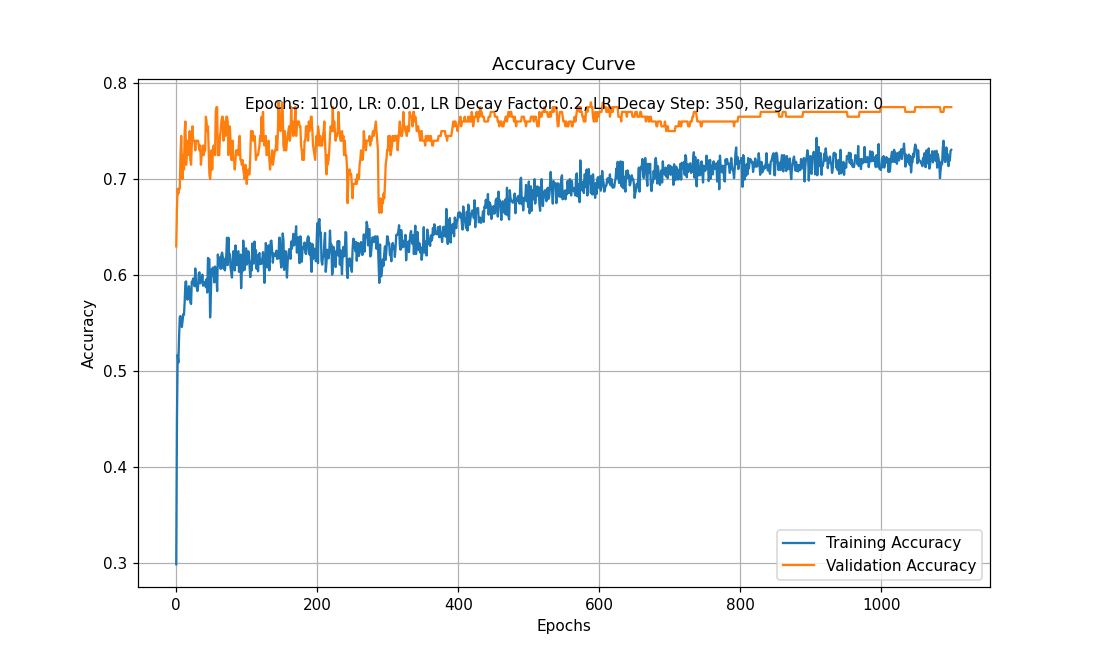 Accuracy Curve
Epochs: 1100, LR: 0.01, LR Decay Factor:0.2, LR Decay Step: 350, Regularization: 0
0.8
0.7
0.6
0.5
0.4
0.3
Accuracy
Training Accuracy
Validation Accuracy
0 200 400 600 800 1000
Epochs